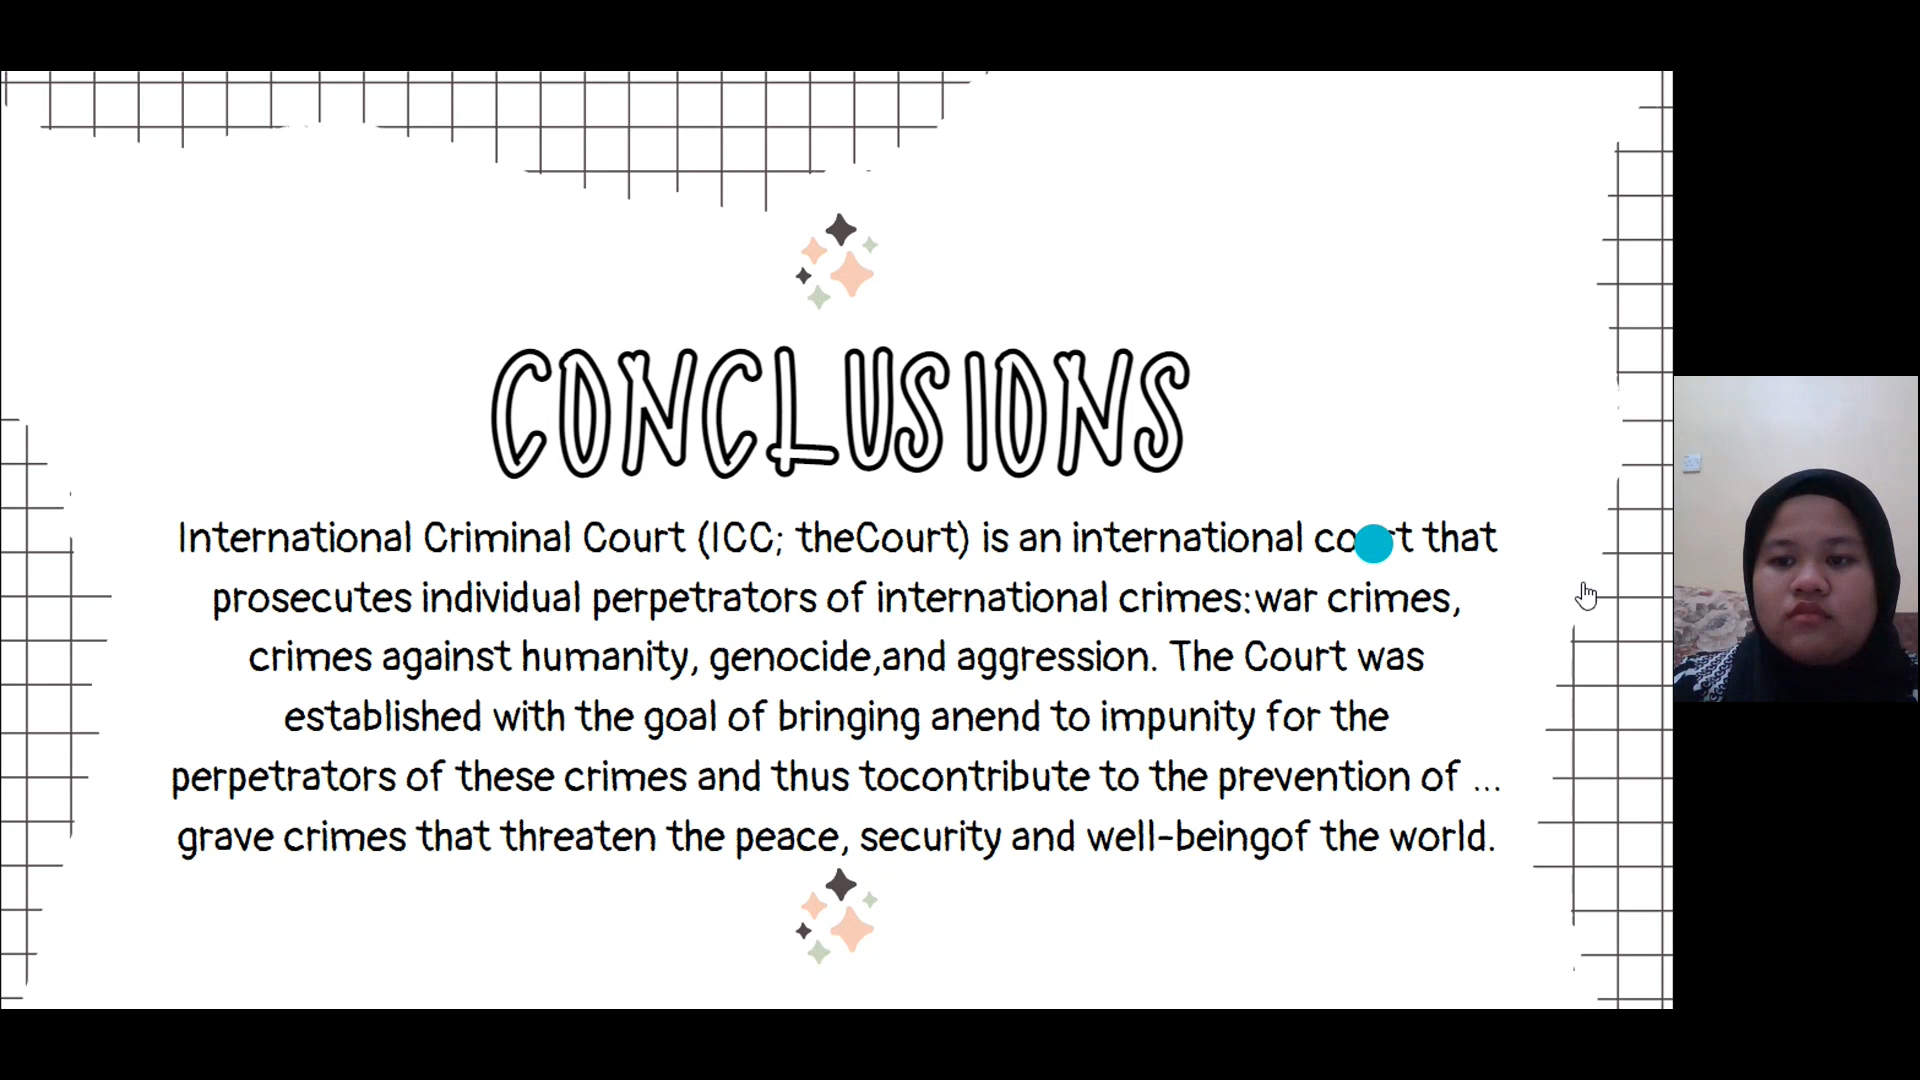 CONCLUSIONS
International Criminal Court (ICC; theCourt) is an international court that
prosecutes individual perpetrators of international crimes:war crimes,
crimes against humanity, genocide,and aggression. The Court was
established with the goal of bringing anend to impunity for the
perpetrators of these crimes and thus tocontribute to the prevention of ...
grave crimes that threaten the peace, security and well-beingof the world.